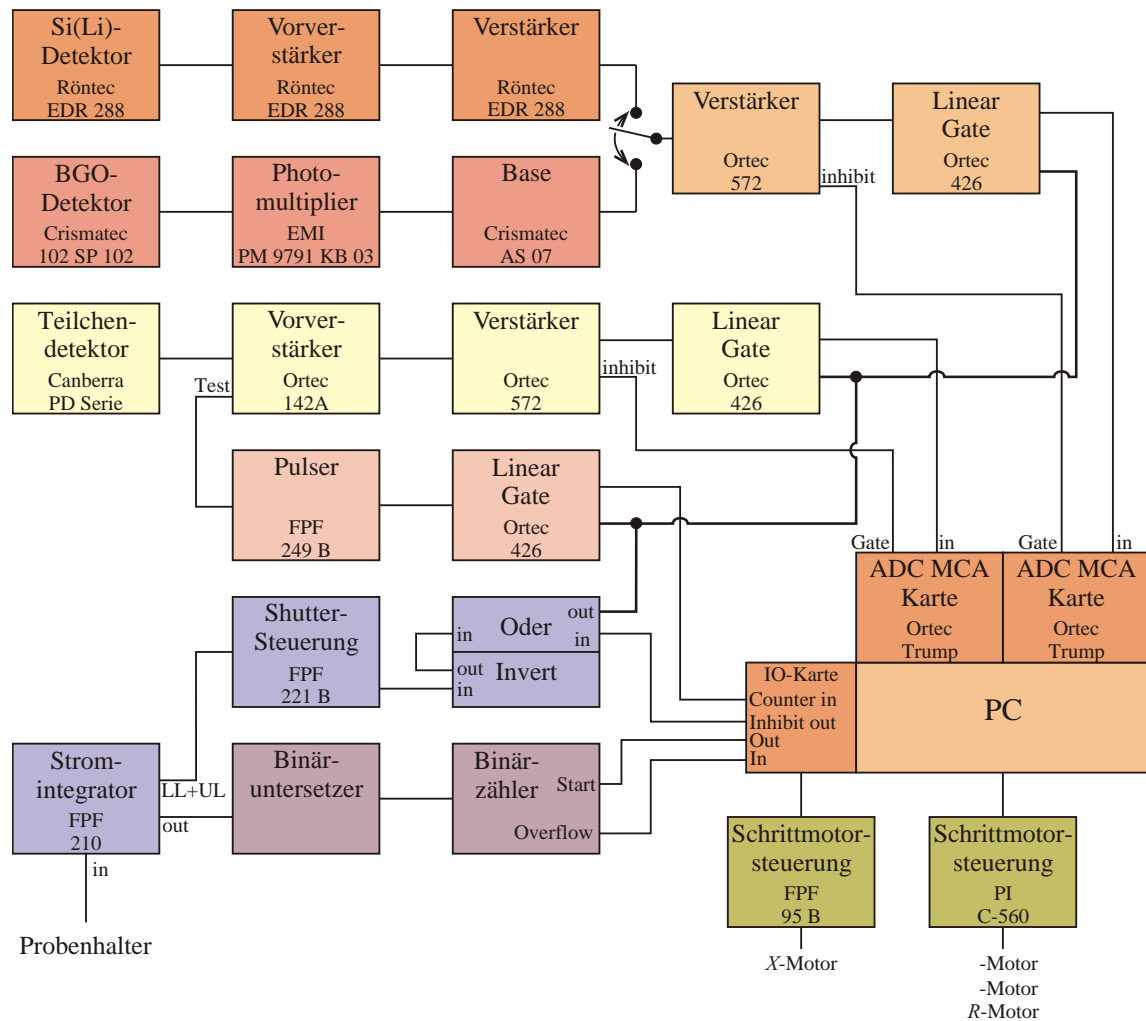 Si(Li)-
Detektor
Röntec
EDR 288
Vorver-
stärker
Röntec
EDR 288
Verstärker
Röntec
EDR 288
Verstärker
Ortec
572
inhibit
Linear
Gate
Ortec
426
BGO-
Detektor
Crismatec
102 SP 102
Photo-
multiplier
EMI
PM 9791 KB 03
Base
Crismatec
AS 07
Teilchen-
detektor
Canberra
PD Serie
Test
Vorver-
stärker
Ortec
142A
Verstärker
Ortec
572
inhibit
Linear
Gate
Ortec
426
Pulser
FPF
249 B
Linear
Gate
Ortec
426
Gate
in
Gate
in
ADC MCA
Karte
Ortec
Trump
ADC MCA
Karte
Ortec
Trump
Shutter-
Steuerung
FPF
221 B
out
in
Oder
in
out
in
Invert
IO-Karte
Counter in
Inhibit out
Out
In
PC
Strom-
integrator
FPF
210
LL+UL
out
in
Binär-
untersetzer
Binär-
zähler
Start
Overflow
Schrittmotor-
steuerung
FPF
95 B
Schrittmotor-
steuerung
PI
C-560
Probenhalter
X-Motor
-Motor
-Motor
R-Motor